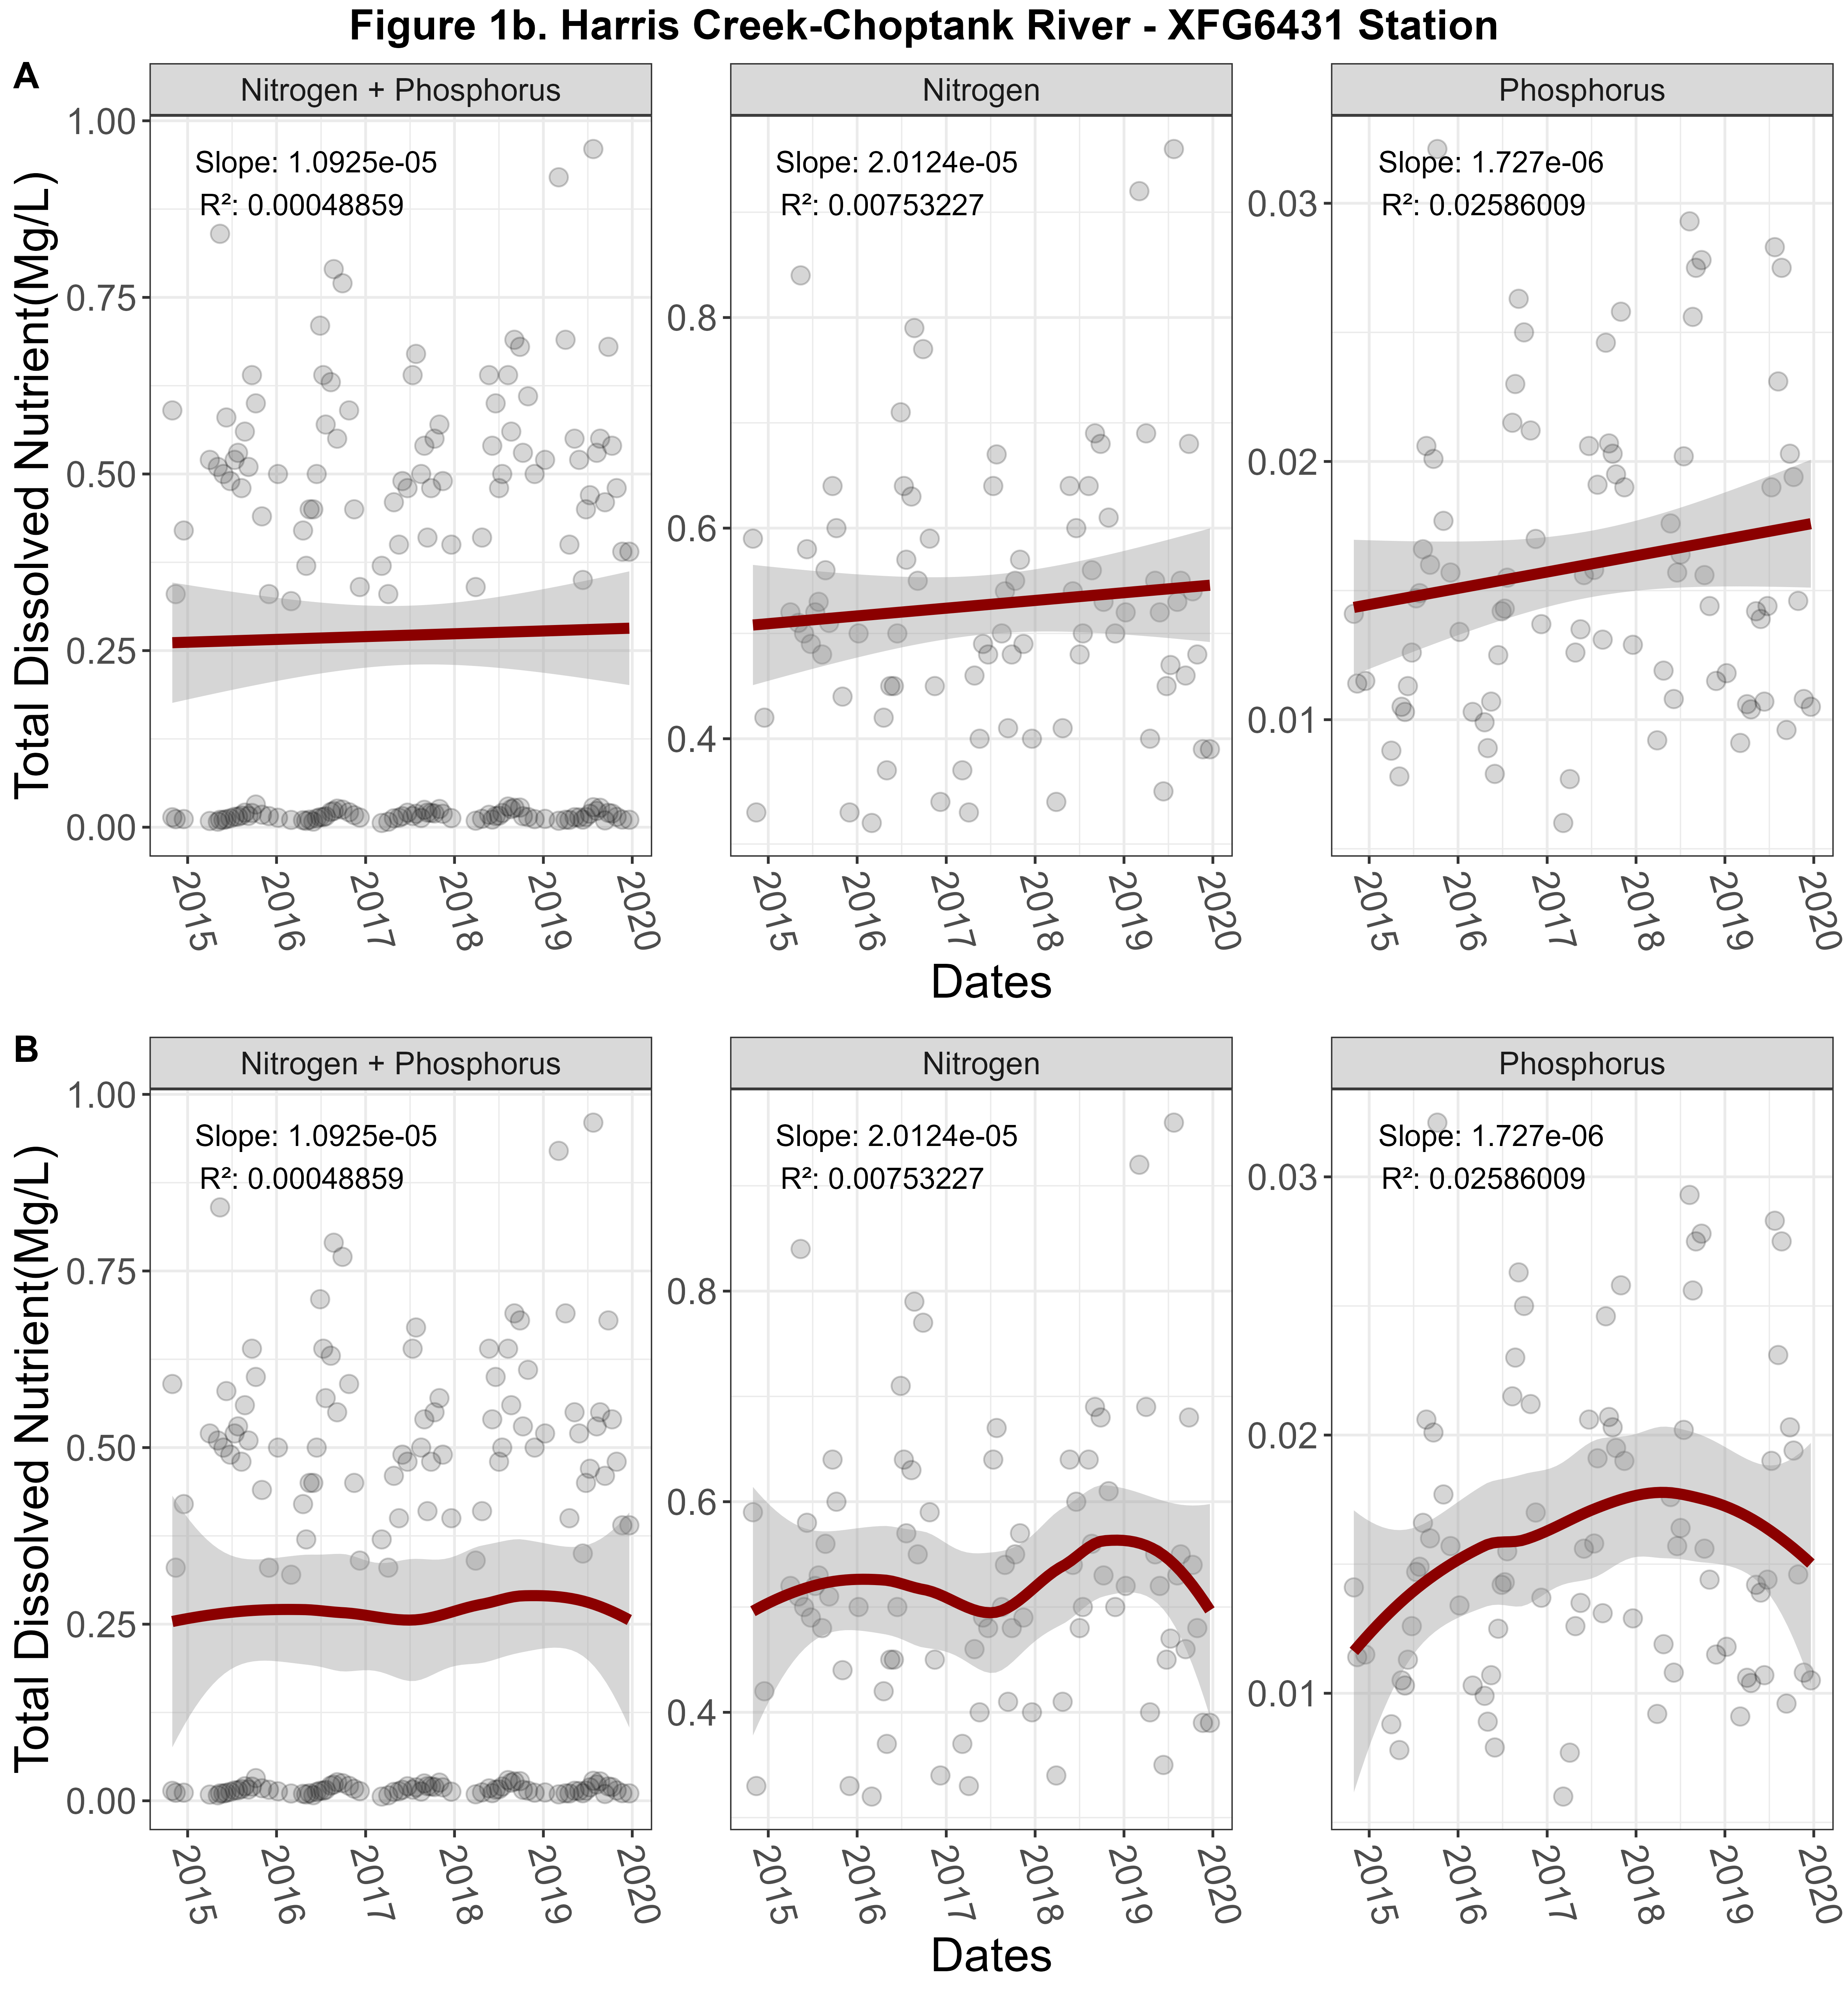 Figure 1b. Harris Creek-Choptank River - XFG6431 Station
A
Nitrogen + Phosphorus
Nitrogen
Phosphorus
Total Dissolved Nutrient(Mg/L)
1.00
0.75
0.50
0.25
0.00
Slope: 1.0925e-05
R²: 0.00048859
2015
2016
2017
2018
2019
2020
0.8
0.6
0.4
Slope: 2.0124e-05
R²: 0.00753227
2015
2016
2017
2018
2019
2020
0.03
0.02
0.01
Slope: 1.727e-06
R²: 0.02586009
2015
2016
2017
2018
2019
2020
Dates
B
Nitrogen + Phosphorus
Nitrogen
Phosphorus
Total Dissolved Nutrient(Mg/L)
1.00
0.75
0.50
0.25
0.00
Slope: 1.0925e-05
R²: 0.00048859
2015
2016
2017
2018
2019
2020
0.8
0.6
0.4
Slope: 2.0124e-05
R²: 0.00753227
2015
2016
2017
2018
2019
2020
0.03
0.02
0.01
Slope: 1.727e-06
R²: 0.02586009
2015
2016
2017
2018
2019
2020
Dates